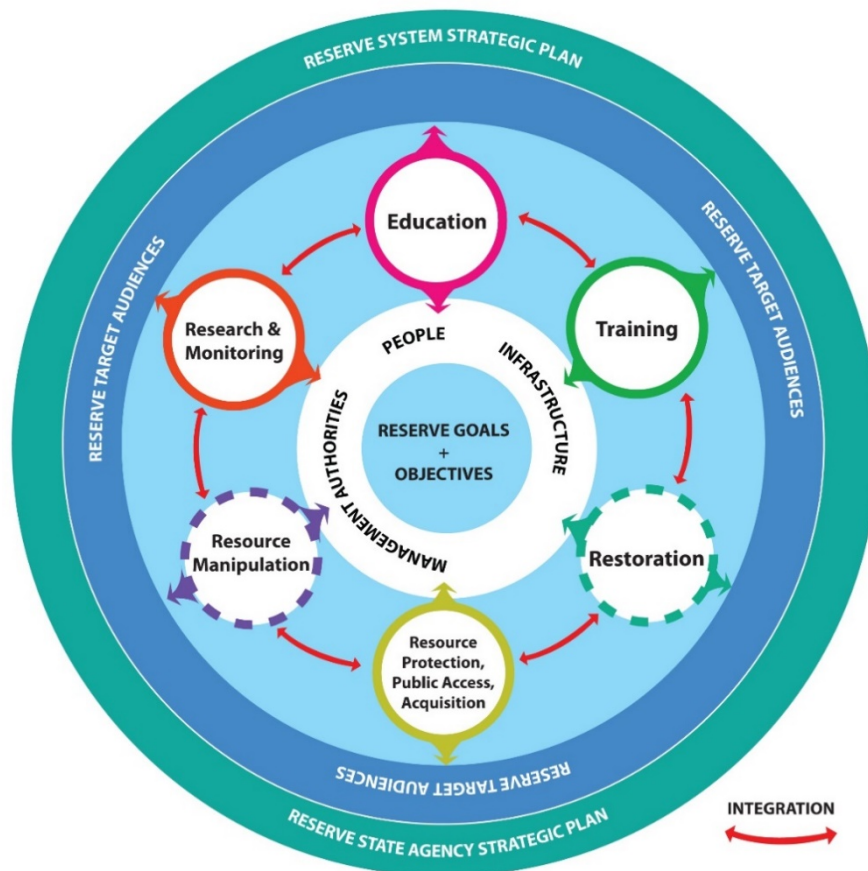 RESERVE SYSTEM STRATEGIC PLAN
RESERVE TARGET AUDIENCES
RESERVE TARGET AUDIENCES
Education
Research &
Monitoring
Training
PEOPLE
INFRASTRUCTURE
MANAGEMENT AUTHORITIES
RESERVE GOALS
+
OBJECTIVES
Resource
Manipulation
Restoration
Resource
Protection,
Public Access,
Acquisition
RESERVE TARGET AUDIENCES
RESERVE STATE AGENCY STRATEGIC PLAN
INTEGRATION